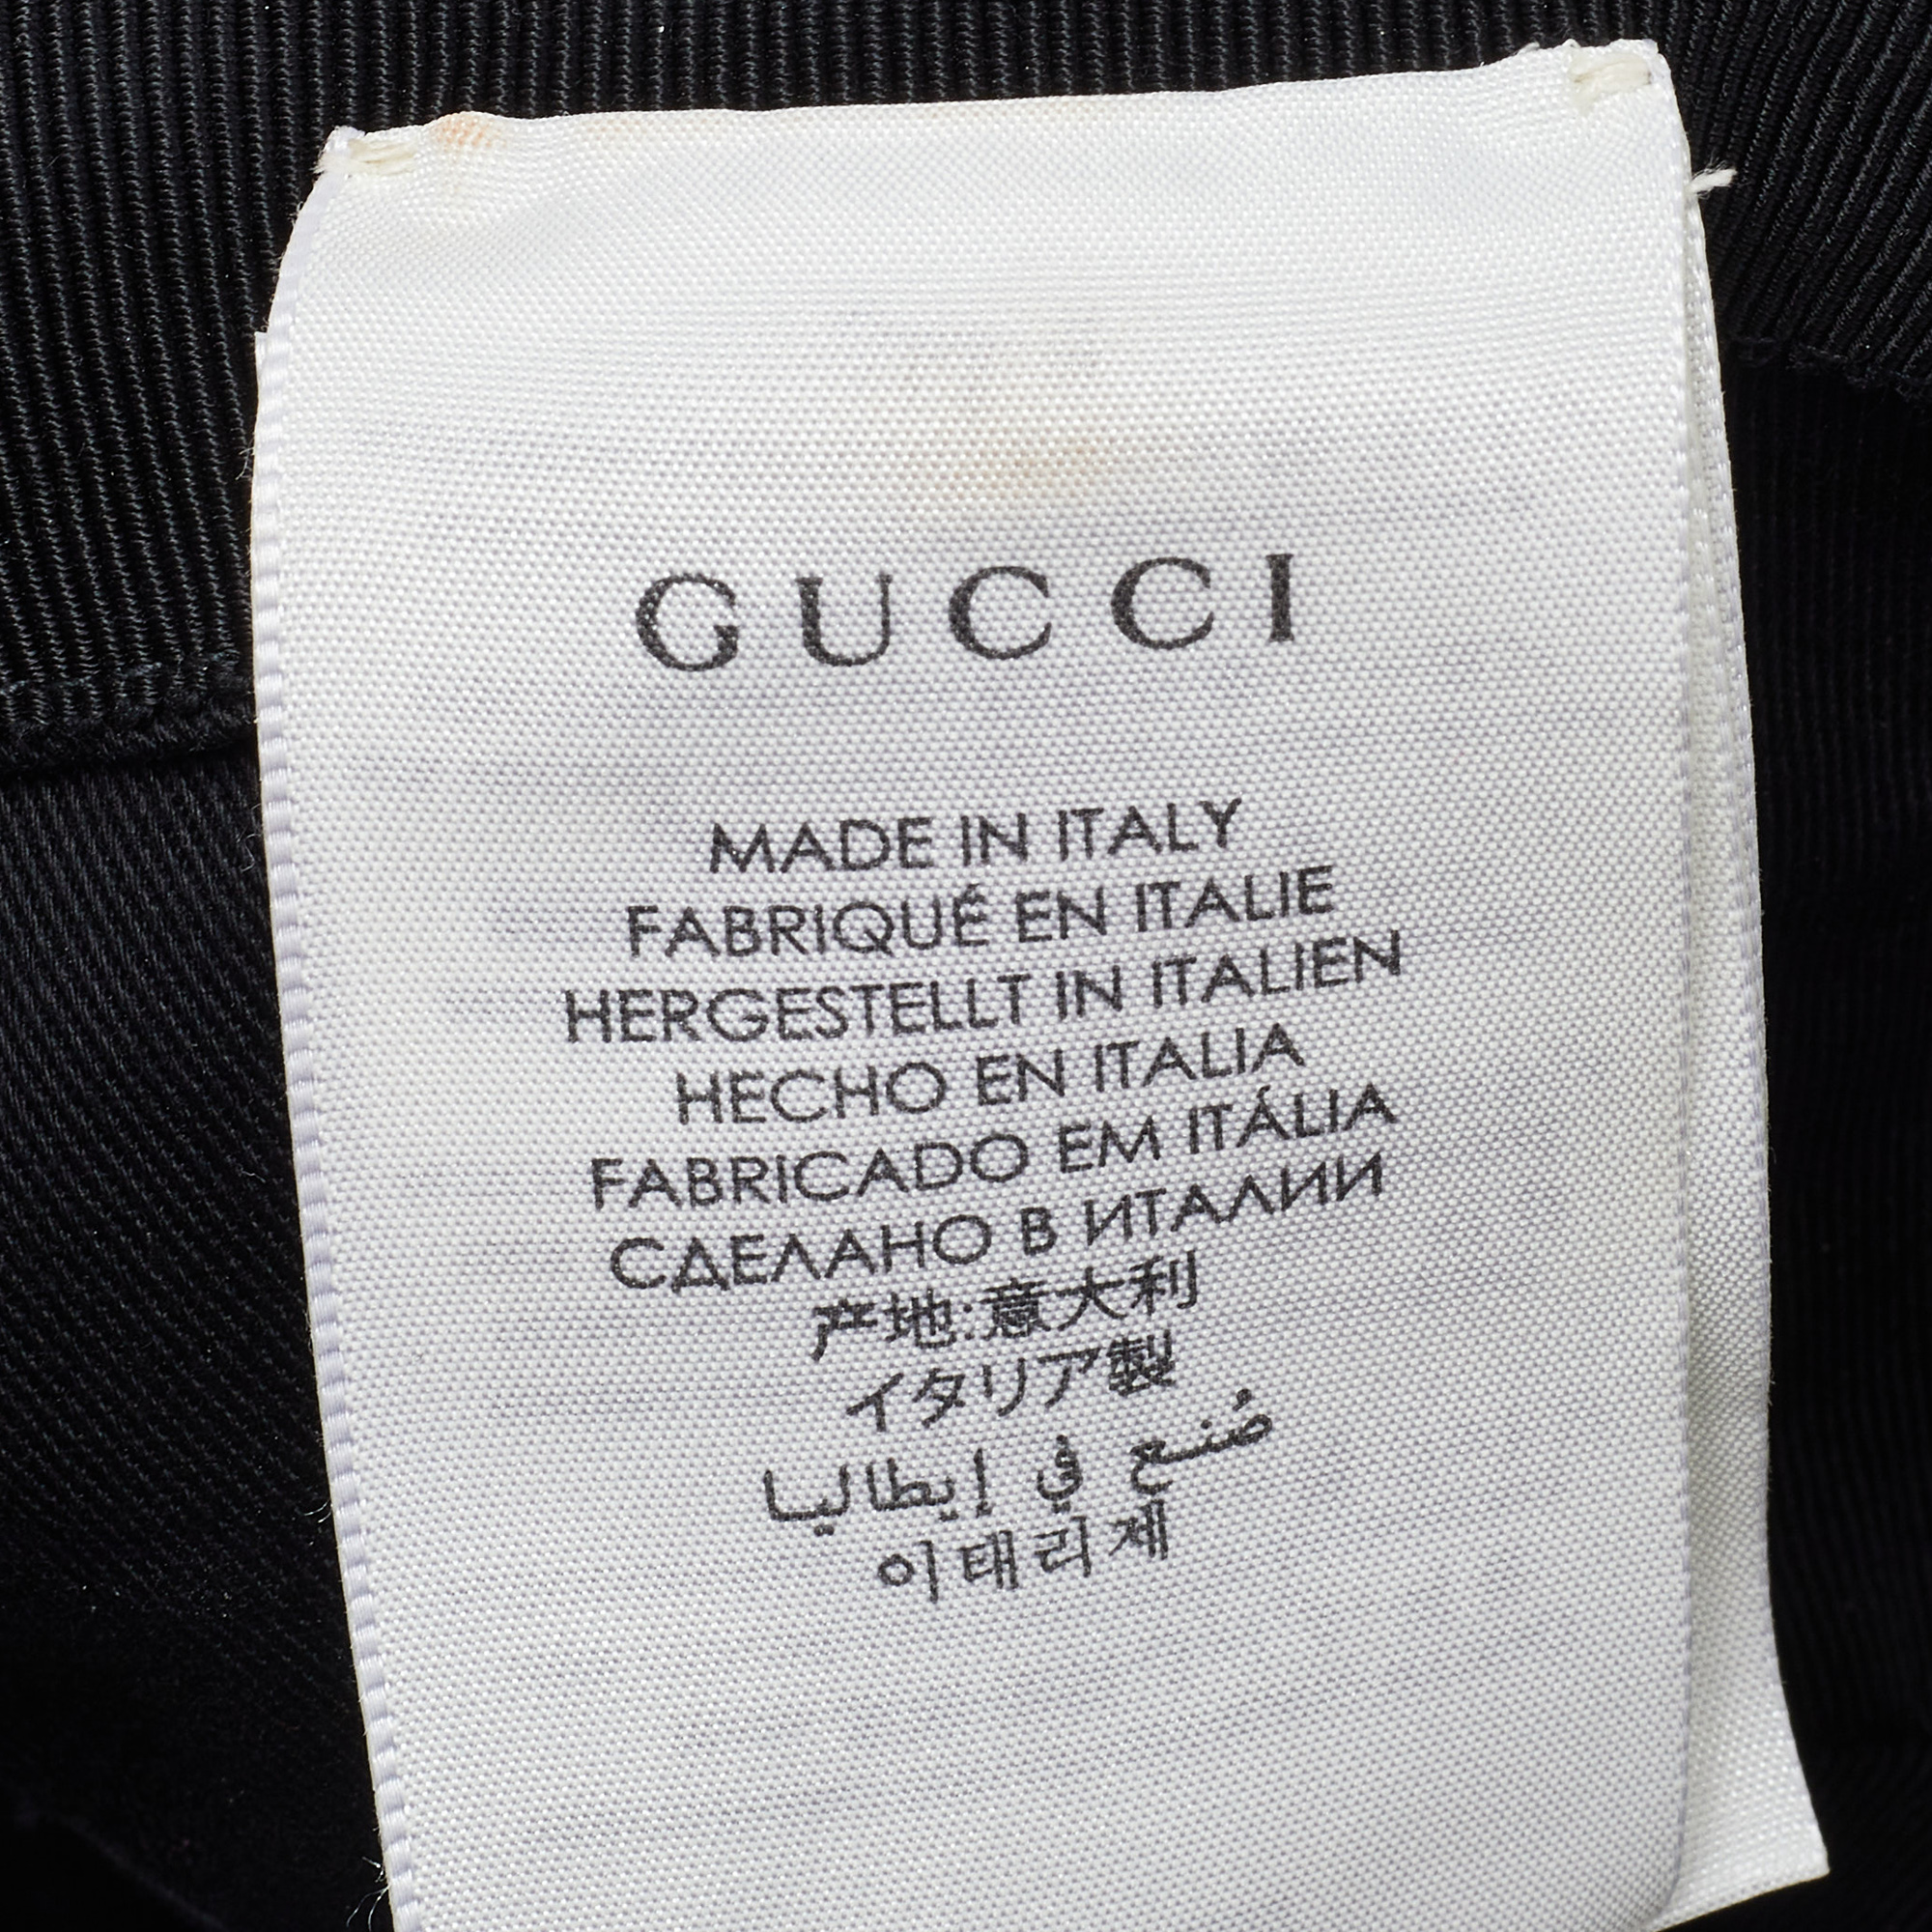 GUCCI
MADE IN ITALY
FABRIQUÉ EN ITALIE
HERGESTELLT IN ITALIEN
HECHO EN ITALIA
FABRICADO EM ITÁLIA
СДЕЛАНО В ИТАЛИИ
产地:意大利
イタリア製
صُنع في إيطاليا
이태리제